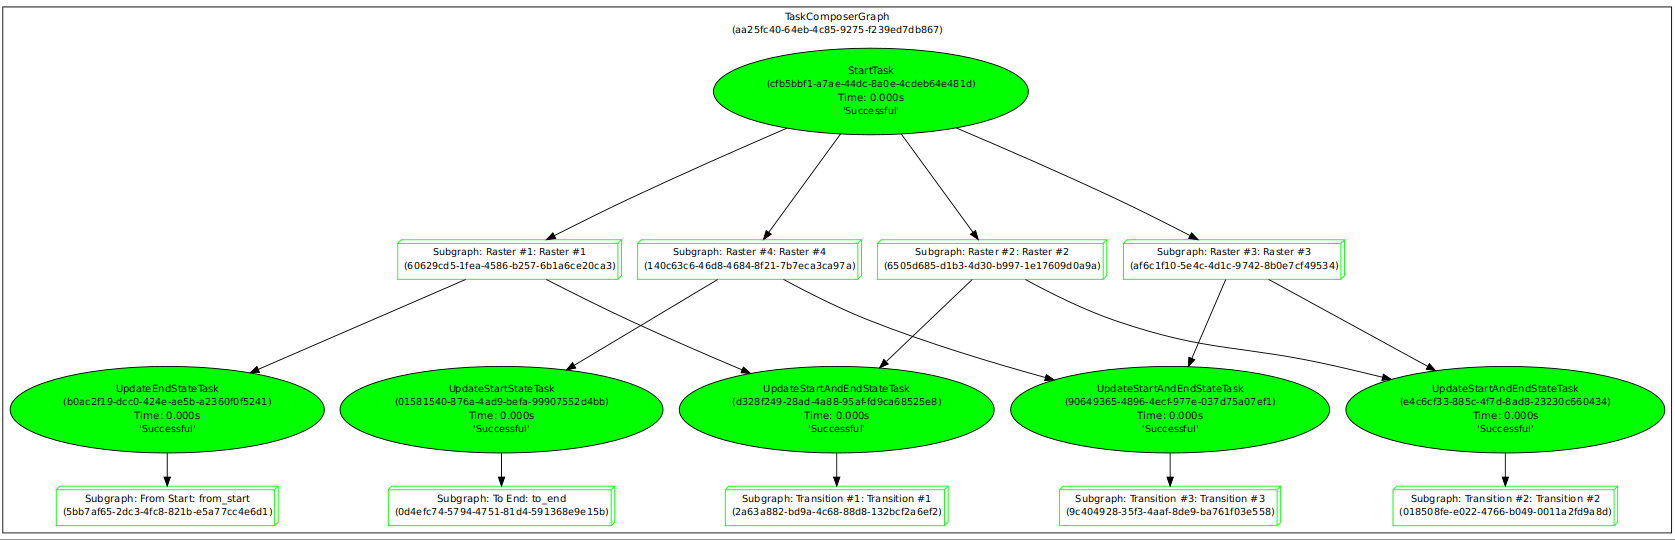 TaskComposerGraph
(aa25fc40-64eb-4c85-9275-f239ed7db867)
StartTask
(cfb5bbf1-a7ae-44dc-8a0e-4cdeb64e481d)
Time: 0.000s
'Successful'
Subgraph: Raster #1: Raster #1
(60629cd5-1fea-4586-b257-6b1a6ce20ca3)
Subgraph: Raster #4: Raster #4
(140c63c6-46d8-4684-8f21-7b7eca3ca97a)
Subgraph: Raster #2: Raster #2
(6505d685-d1b3-4d30-b997-1e17609d0a9a)
Subgraph: Raster #3: Raster #3
(af6c1f10-5e4c-4d1c-9742-8b0e7cf49534)
UpdateEndStateTask
(b0ac2f19-dcc0-424e-ae5b-a2360f0f5241)
Time: 0.000s
'Successful'
UpdateStartStateTask
(01581540-876a-4ad9-befa-99907552d4bb)
Time: 0.000s
'Successful'
UpdateStartAndEndStateTask
(d328f249-28ad-4a88-95af-fd9ca68525e8)
Time: 0.000s
'Successful'
UpdateStartAndEndStateTask
(90649365-4896-4ecf-977e-037d75a07ef1)
Time: 0.000s
'Successful'
UpdateStartAndEndStateTask
(e4c6cf33-885c-4f7d-8ad8-23230c660434)
Time: 0.000s
'Successful'
Subgraph: From Start: from_start
(5bb7af65-2dc3-4fc8-821b-e5a77cc4e6d1)
Subgraph: To End: to_end
(0d4efc74-5794-4751-81d4-591368e9e15b)
Subgraph: Transition #1: Transition #1
(2a63a882-bd9a-4c68-88d8-132bcf2a6ef2)
Subgraph: Transition #3: Transition #3
(9c404928-35f3-4aaf-8de9-ba761f03e558)
Subgraph: Transition #2: Transition #2
(018508fe-e022-4766-b049-0011a2fd9a8d)